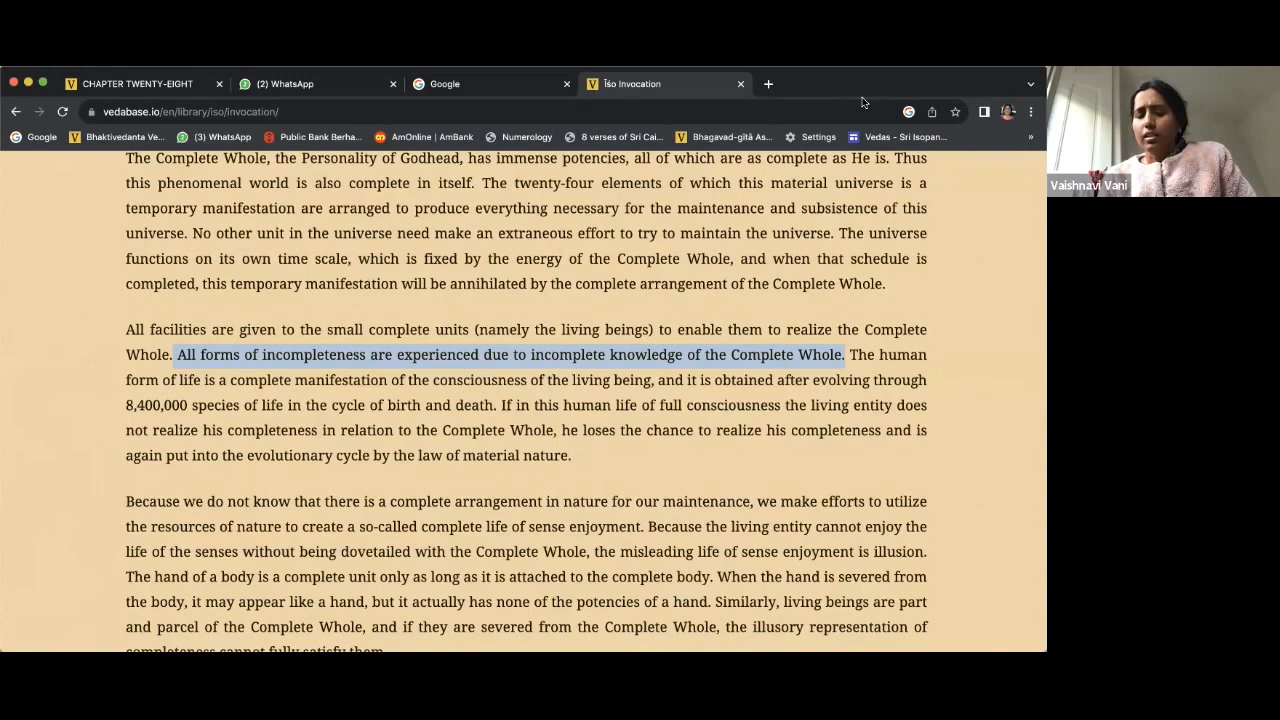 CHAPTER TWENTY-EIGHT
(2) WhatsApp
Google
Īśo Invocation
vedabase.io/en/library/iso/invocation/
Google
Bhaktivedanta Ve...
(3) WhatsApp
Public Bank Berha...
AmOnline | AmBank
Numerology
8 verses of Sri Cai...
Bhagavad-gītā As...
Settings
Vedas - Sri Isopan...
»
The Complete Whole, the Personality of Godhead, has immense potencies, all of which are as complete as He is. Thus
this phenomenal world is also complete in itself. The twenty-four elements of which this material universe is a
temporary manifestation are arranged to produce everything necessary for the maintenance and subsistence of this
universe. No other unit in the universe need make an extraneous effort to try to maintain the universe. The universe
functions on its own time scale, which is fixed by the energy of the Complete Whole, and when that schedule is
completed, this temporary manifestation will be annihilated by the complete arrangement of the Complete Whole.
All facilities are given to the small complete units (namely the living beings) to enable them to realize the Complete
Whole. All forms of incompleteness are experienced due to incomplete knowledge of the Complete Whole. The human
form of life is a complete manifestation of the consciousness of the living being, and it is obtained after evolving through
8,400,000 species of life in the cycle of birth and death. If in this human life of full consciousness the living entity does
not realize his completeness in relation to the Complete Whole, he loses the chance to realize his completeness and is
again put into the evolutionary cycle by the law of material nature.
Because we do not know that there is a complete arrangement in nature for our maintenance, we make efforts to utilize
the resources of nature to create a so-called complete life of sense enjoyment. Because the living entity cannot enjoy the
life of the senses without being dovetailed with the Complete Whole, the misleading life of sense enjoyment is illusion.
The hand of a body is a complete unit only as long as it is attached to the complete body. When the hand is severed from
the body, it may appear like a hand, but it actually has none of the potencies of a hand. Similarly, living beings are part
and parcel of the Complete Whole, and if they are severed from the Complete Whole, the illusory representation of
completeness cannot fully satisfy them.
Vaishnavi Vani